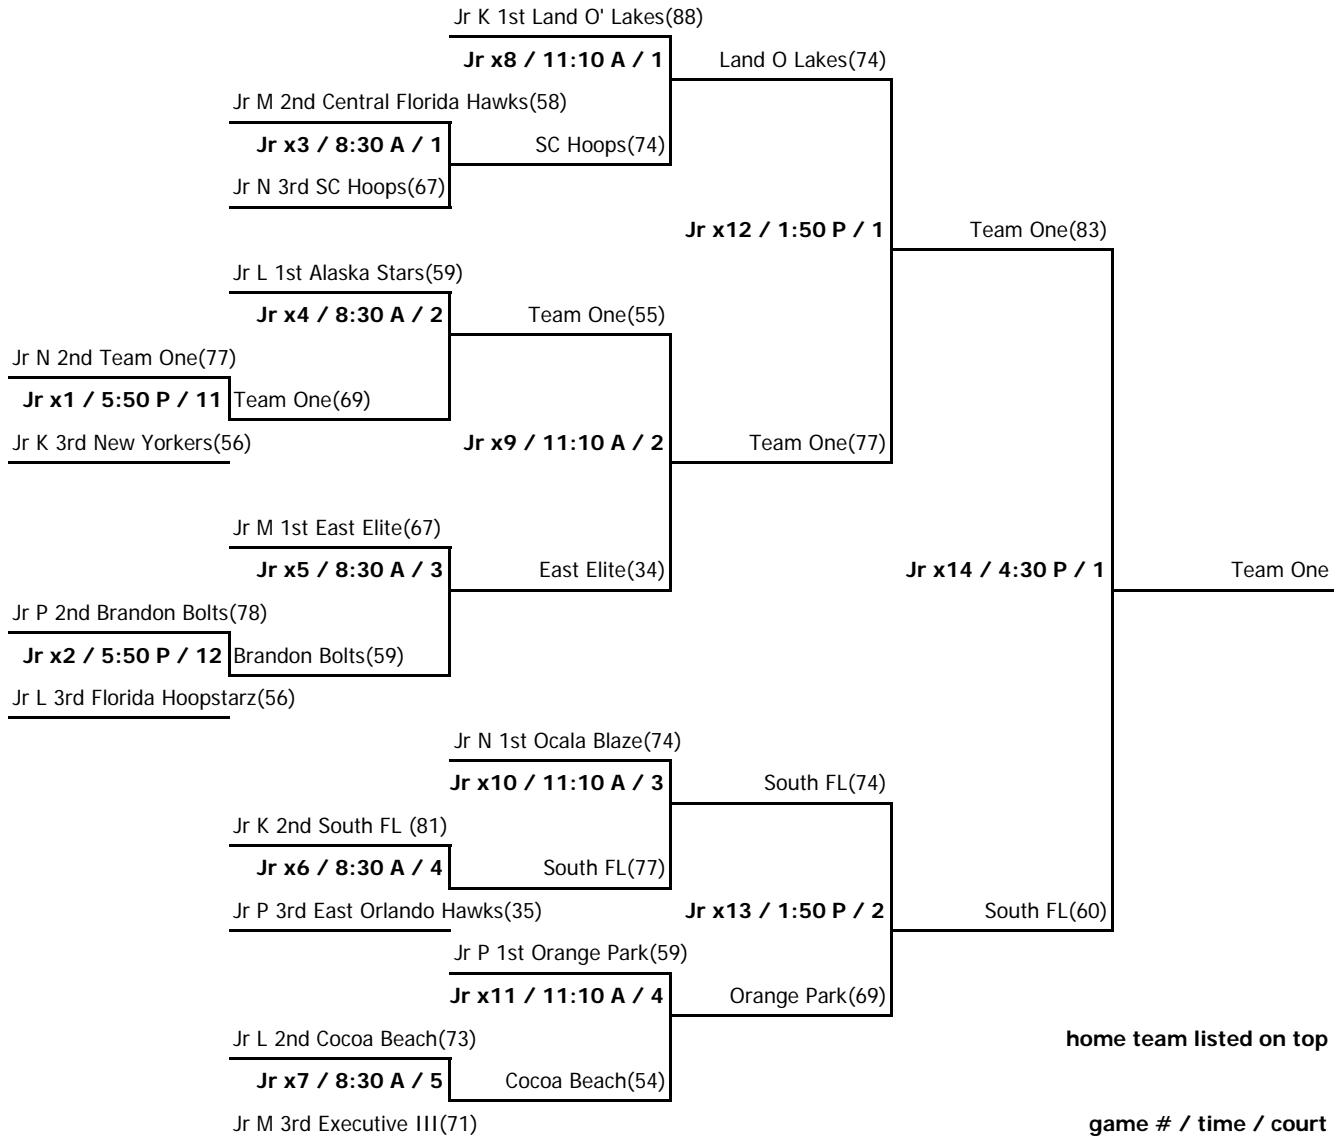 Jr K 1st Land O' Lakes(88)
Jr x8 / 11:10 A / 1
Land O Lakes(74)
Jr M 2nd Central Florida Hawks(58)
Jr x3 / 8:30 A / 1
SC Hoops(74)
Jr N 3rd SC Hoops(67)
Jr x12 / 1:50 P / 1
Team One(83)
Jr L 1st Alaska Stars(59)
Jr x4 / 8:30 A / 2
Team One(55)
Jr N 2nd Team One(77)
Jr x1 / 5:50 P / 11
Team One(69)
Jr K 3rd New Yorkers(56)
Jr x9 / 11:10 A / 2
Team One(77)
Jr M 1st East Elite(67)
Jr x5 / 8:30 A / 3
East Elite(34)
Jr x14 / 4:30 P / 1
Team One
Jr P 2nd Brandon Bolts(78)
Jr x2 / 5:50 P / 12
Brandon Bolts(59)
Jr L 3rd Florida Hoopstarz(56)
Jr N 1st Ocala Blaze(74)
Jr x10 / 11:10 A / 3
South FL(74)
Jr K 2nd South FL (81)
Jr x6 / 8:30 A / 4
South FL(77)
Jr P 3rd East Orlando Hawks(35)
Jr x13 / 1:50 P / 2
South FL(60)
Jr P 1st Orange Park(59)
Jr x11 / 11:10 A / 4
Orange Park(69)
Jr L 2nd Cocoa Beach(73)
home team listed on top
Jr x7 / 8:30 A / 5
Cocoa Beach(54)
Jr M 3rd Executive III(71)
game # / time / court